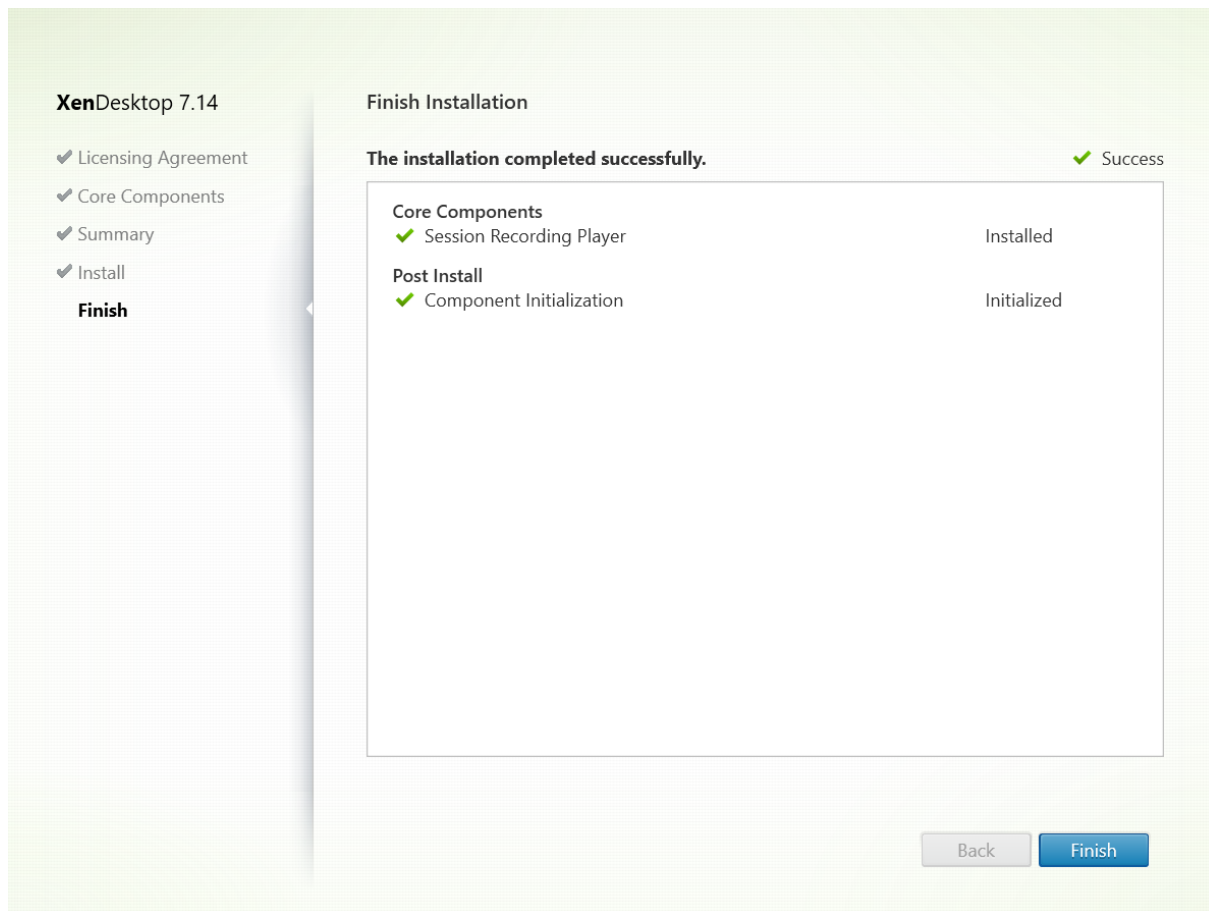 XenDesktop 7.14
Licensing Agreement
Core Components
Summary
Install
Finish
Finish Installation
The installation completed successfully. Success
Core Components
Session Recording Player Installed
Post Install
Component Initialization Initialized
Back Finish